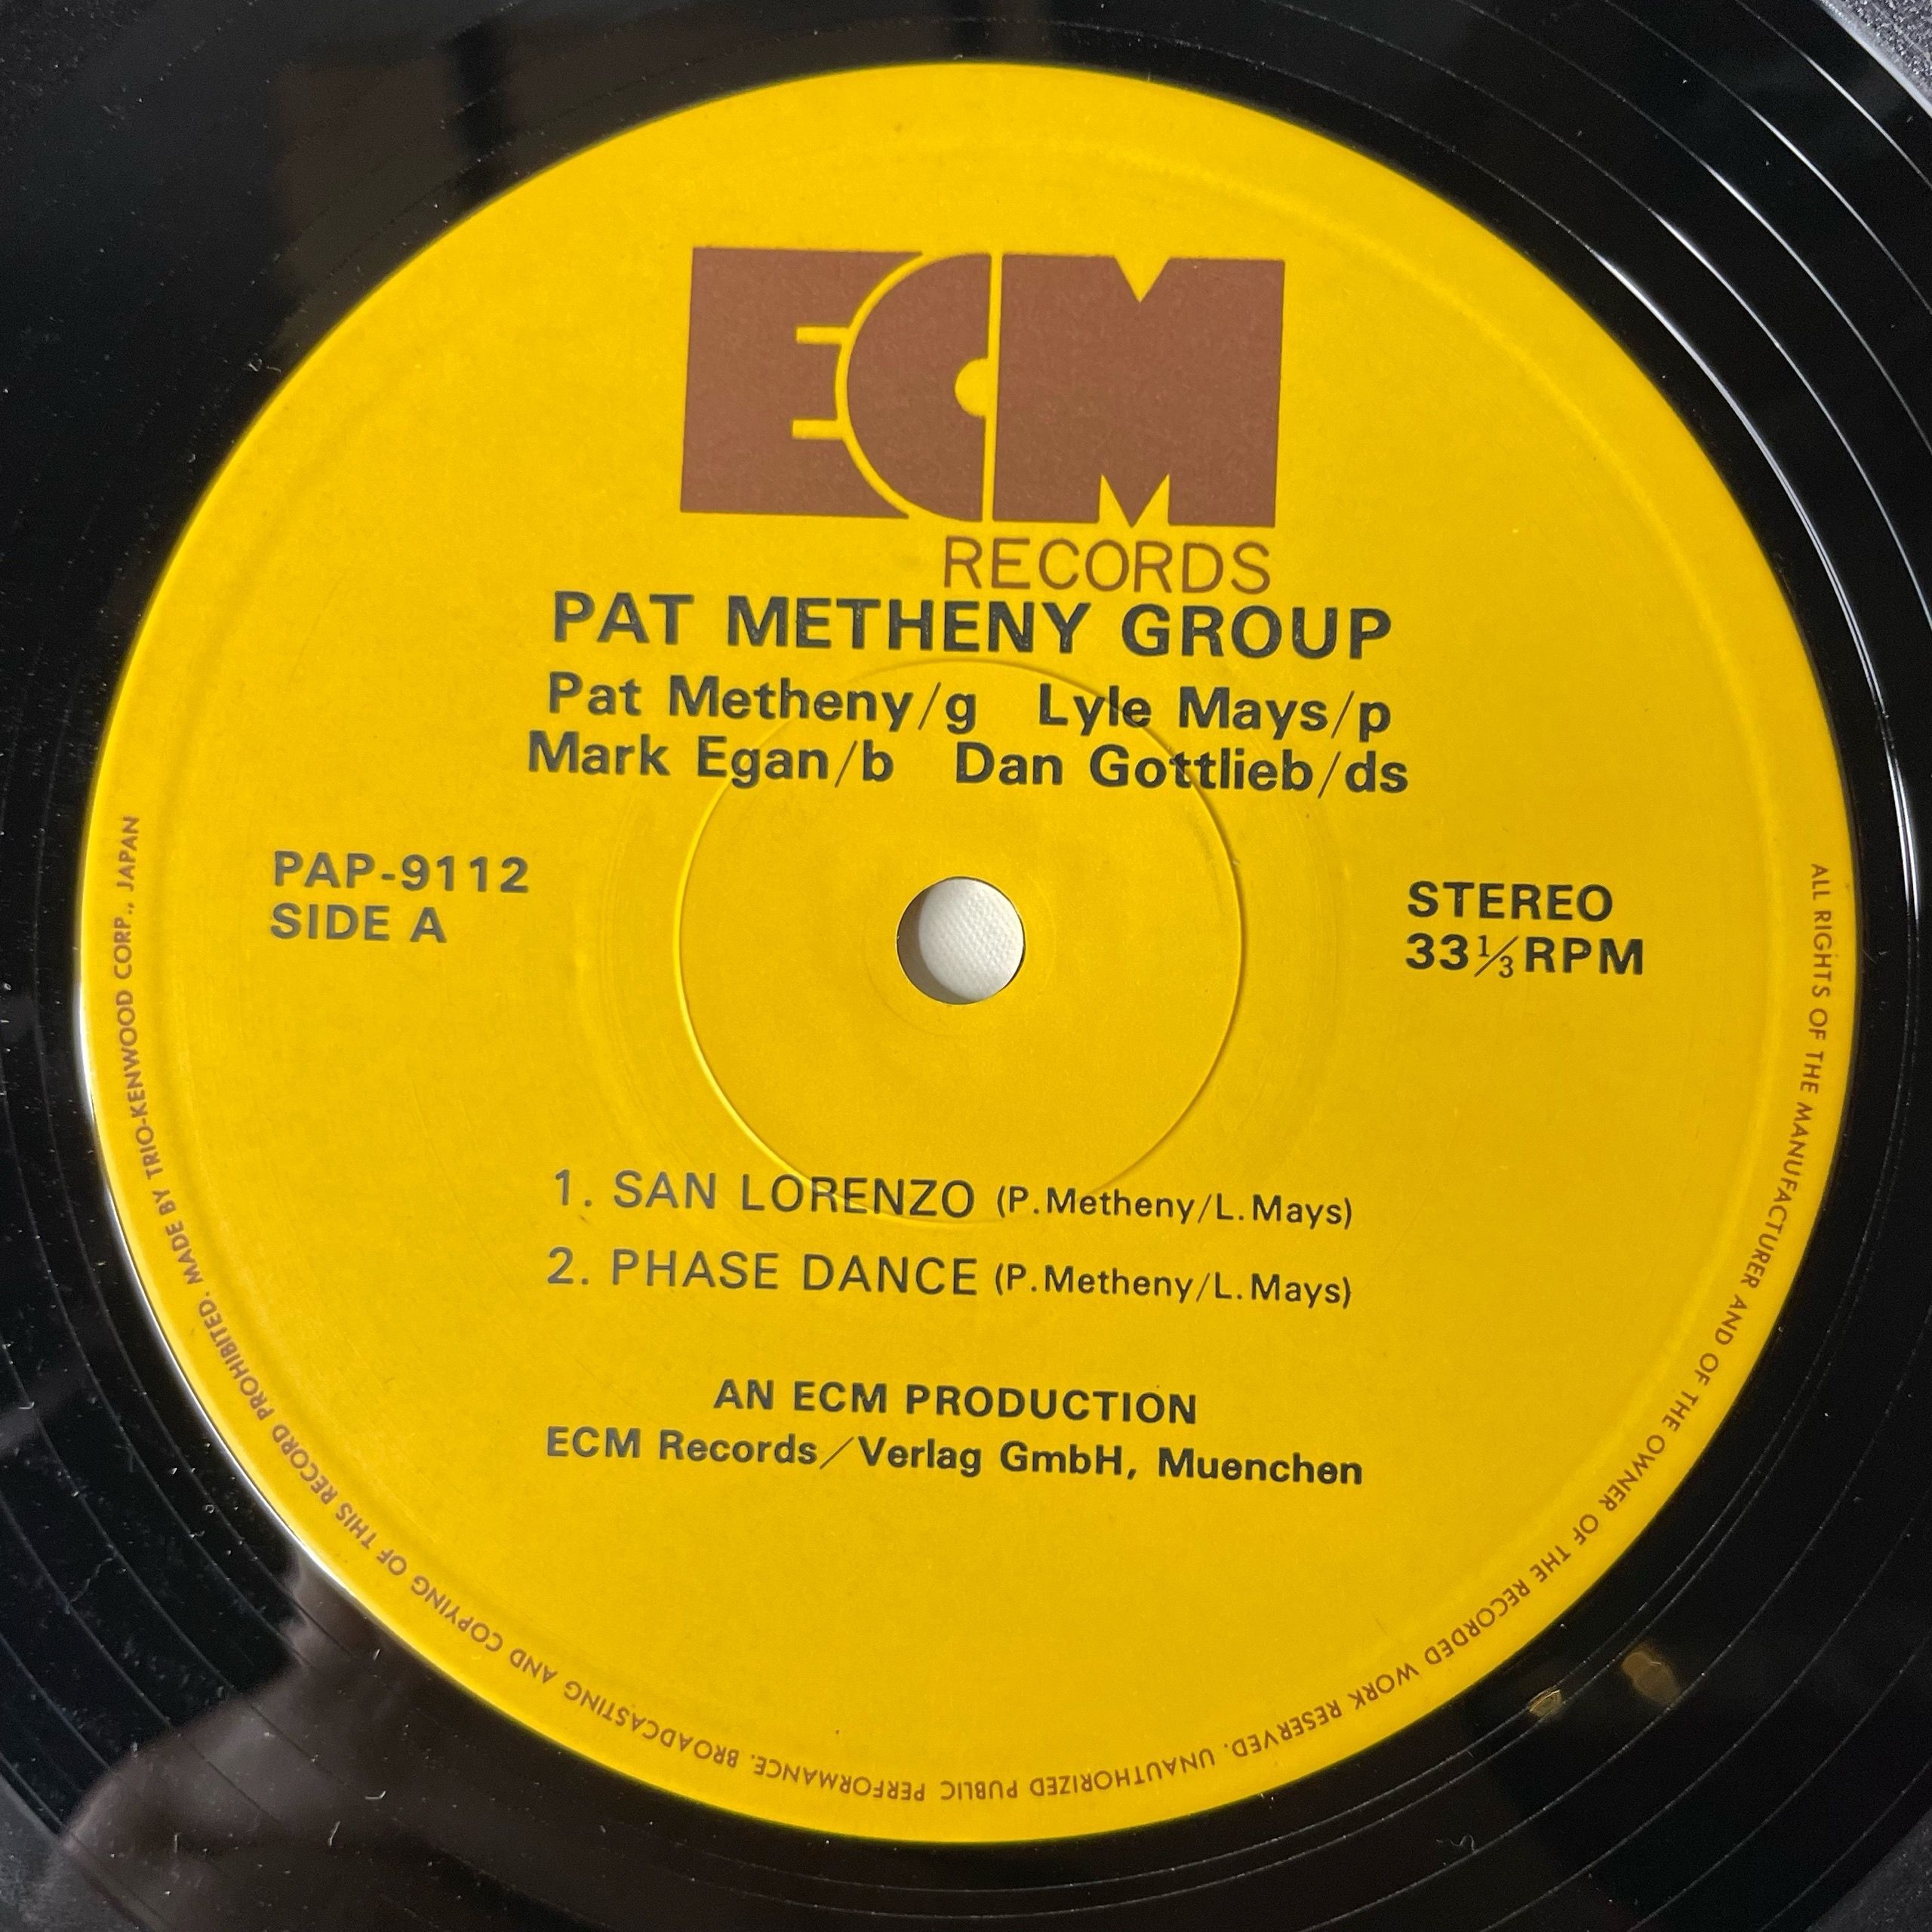 ECM
RECORDS
PAT METHENY GROUP
Pat Metheny/g Lyle Mays/p
Mark Egan/b Dan Gottlieb/ds
PAP-9112
SIDE A
STEREO
33⅓RPM
1. SAN LORENZO (P.Metheny/L.Mays)
2. PHASE DANCE (P.Metheny/L.Mays)
AN ECM PRODUCTION
ECM Records/Verlag GmbH, Muenchen
ALL RIGHTS OF THE MANUFACTURER AND OF THE OWNER OF THE RECORDED WORK RESERVED. UNAUTHORIZED PUBLIC PERFORMANCE. BROADCASTING AND COPYING OF THIS RECORD PROHIBITED. MADE BY TRIO-KENWOOD CORP., JAPAN